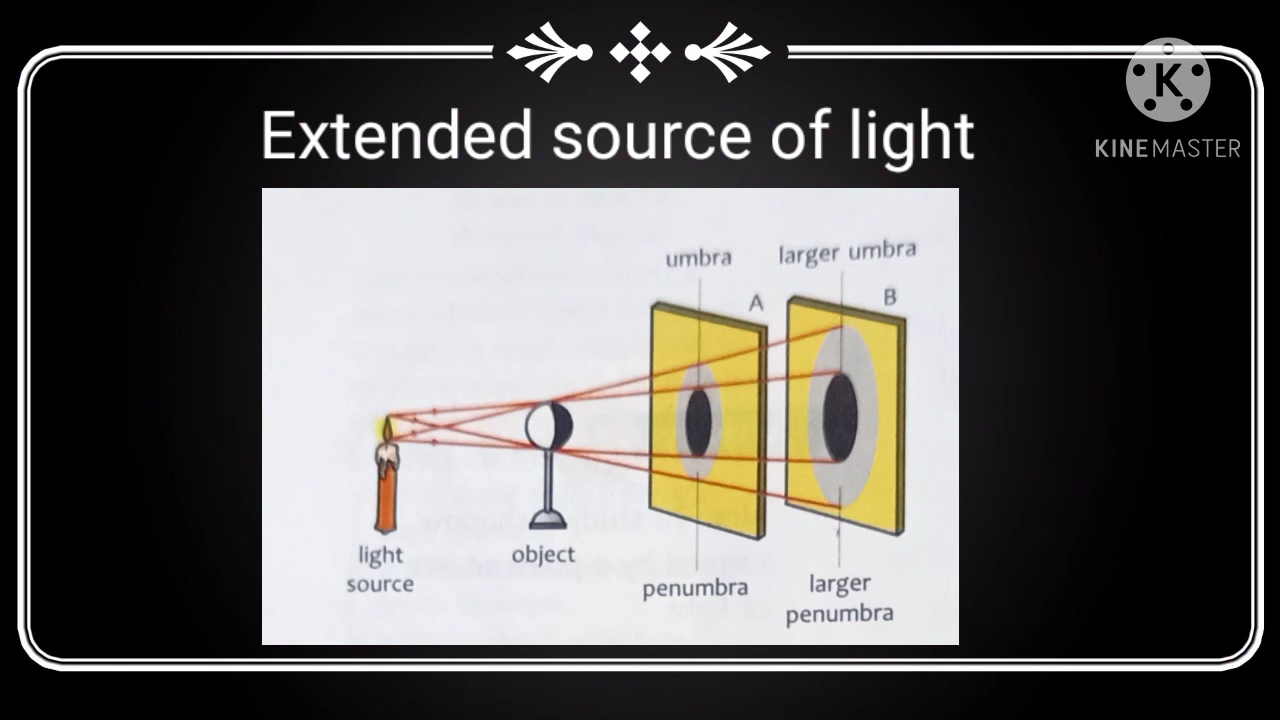 Extended source of light
K
KINEMASTER
umbra
larger umbra
A
B
light
source
object
penumbra
larger
penumbra